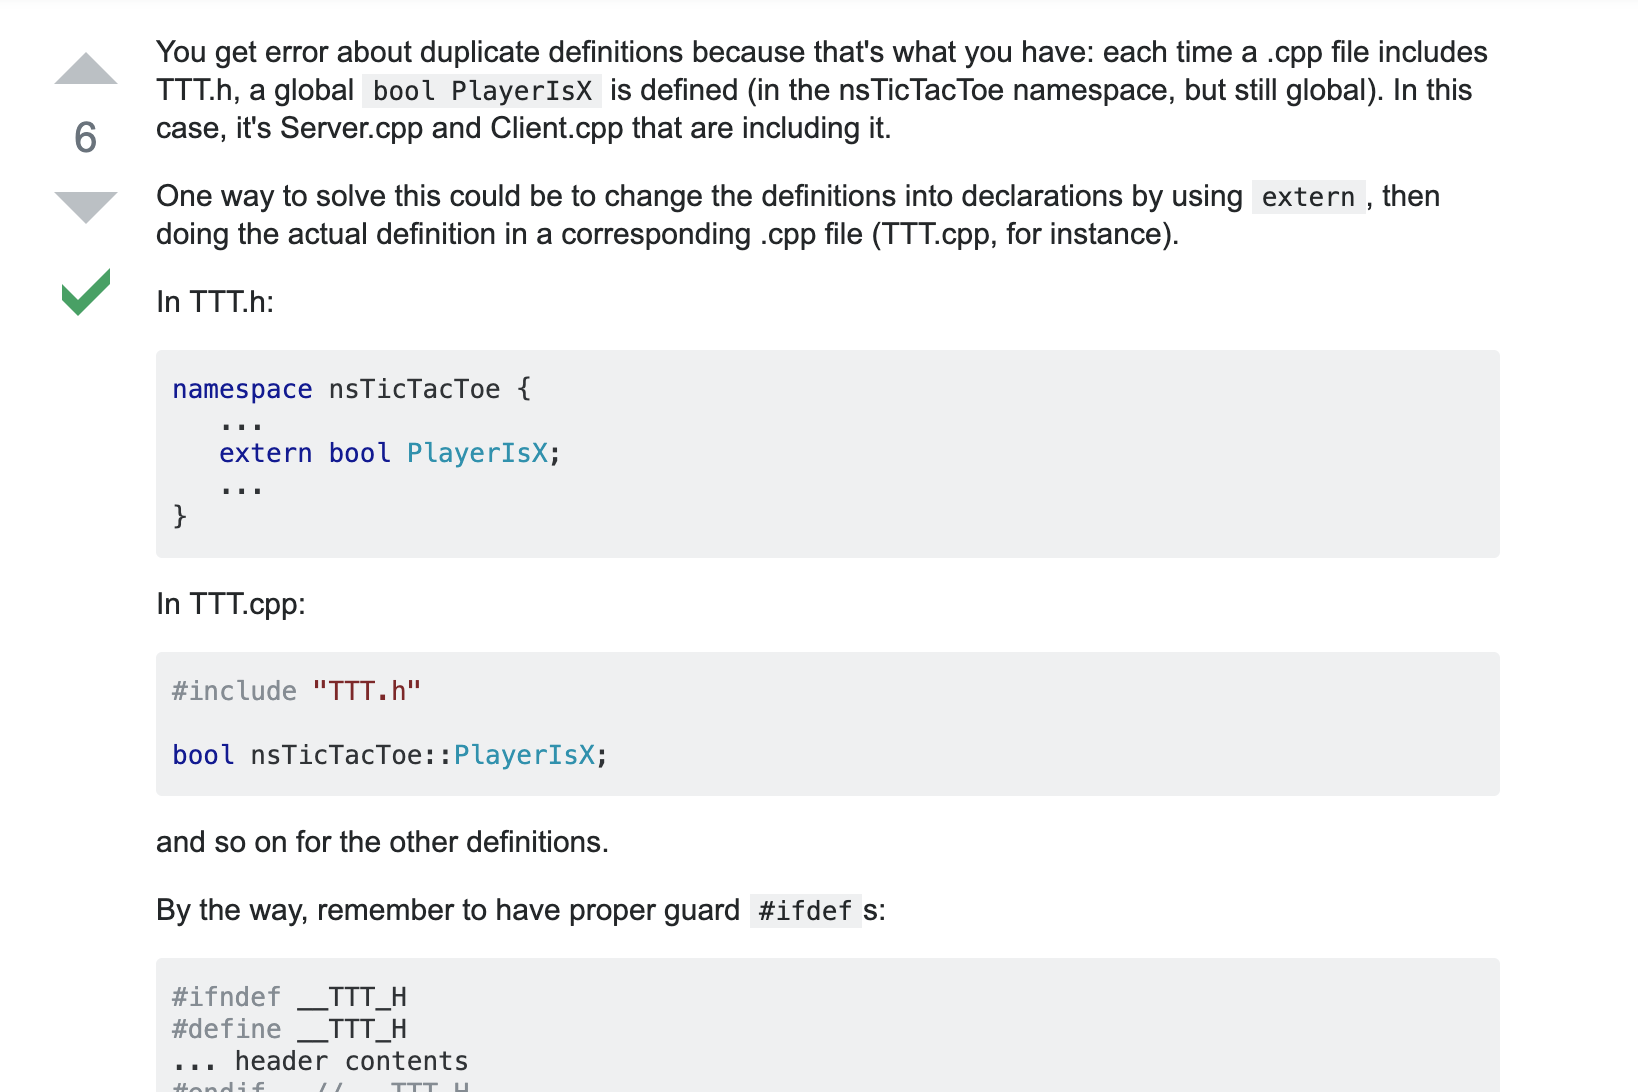 You get error about duplicate definitions because that's what you have: each time a .cpp file includes
TTT.h, a global bool PlayerIsX is defined (in the nsTicTacToe namespace, but still global). In this
6
case, it's Server.cpp and Client.cpp that are including it.
One way to solve this could be to change the definitions into declarations by using extern, then
doing the actual definition in a corresponding .cpp file (TTT.cpp, for instance).
In TTT.h:
namespace nsTicTacToe {
...
extern bool PlayerIsX;
...
}
In TTT.cpp:
#include "TTT.h"
bool nsTicTacToe::PlayerIsX;
and so on for the other definitions.
By the way, remember to have proper guard #ifdef s:
#ifndef __TTT_H
#define __TTT_H
... header contents
#endif // __TTT_H